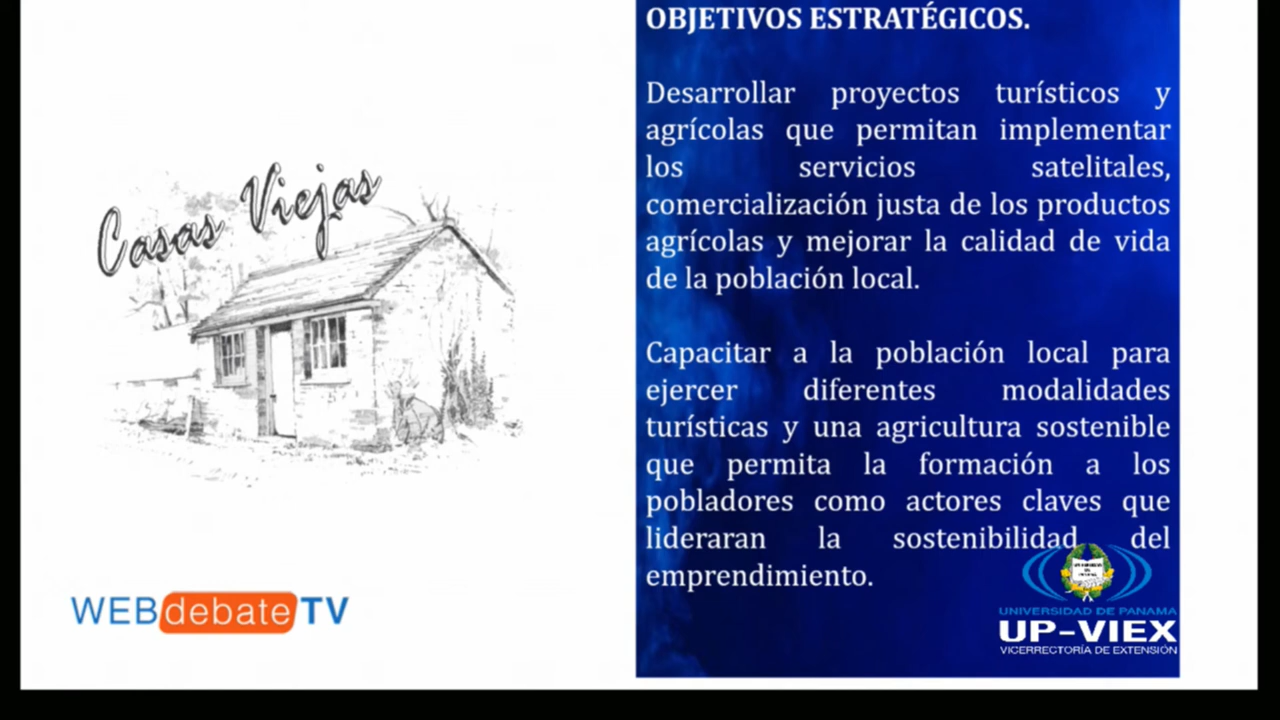 Casas Viejas
WEBdebateTV
OBJETIVOS ESTRATÉGICOS.
Desarrollar proyectos turísticos y
agrícolas que permitan implementar
los servicios satelitales,
comercialización justa de los productos
agrícolas y mejorar la calidad de vida
de la población local.
Capacitar a la población local para
ejercer diferentes modalidades
turísticas y una agricultura sostenible
que permita la formación a los
pobladores como actores claves que
lideraran la sostenibilidad del
emprendimiento.
UNIVERSIDAD DE PANAMA
UP-VIEX
VICERRECTORÍA DE EXTENSIÓN